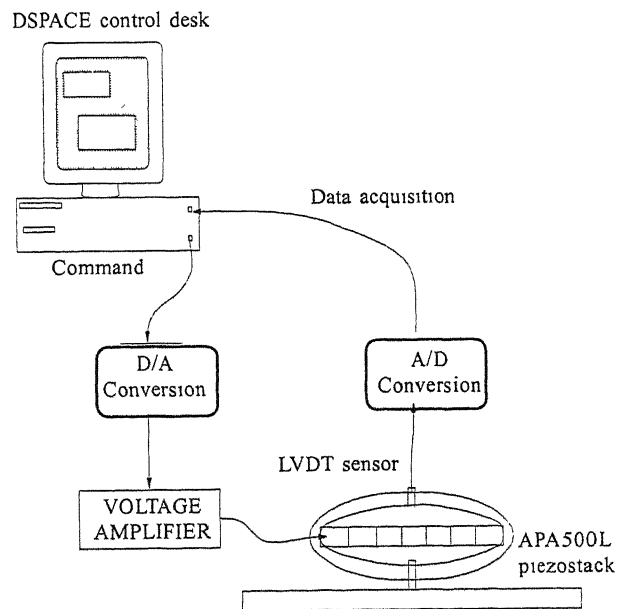 DSPACE control desk
Data acquisition
Command
D/A
Conversion
A/D
Conversion
LVDT sensor
VOLTAGE
AMPLIFIER
APA500L
piezostack